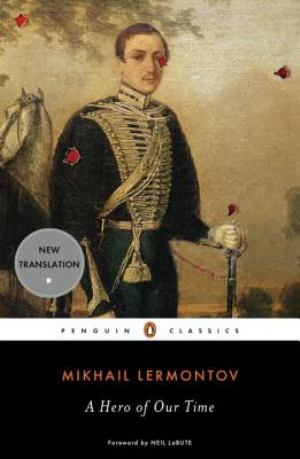 NEW
TRANSLATION
PENGUIN CLASSICS
MIKHAIL LERMONTOV
A Hero of Our Time
Foreword by NEIL LaBUTE